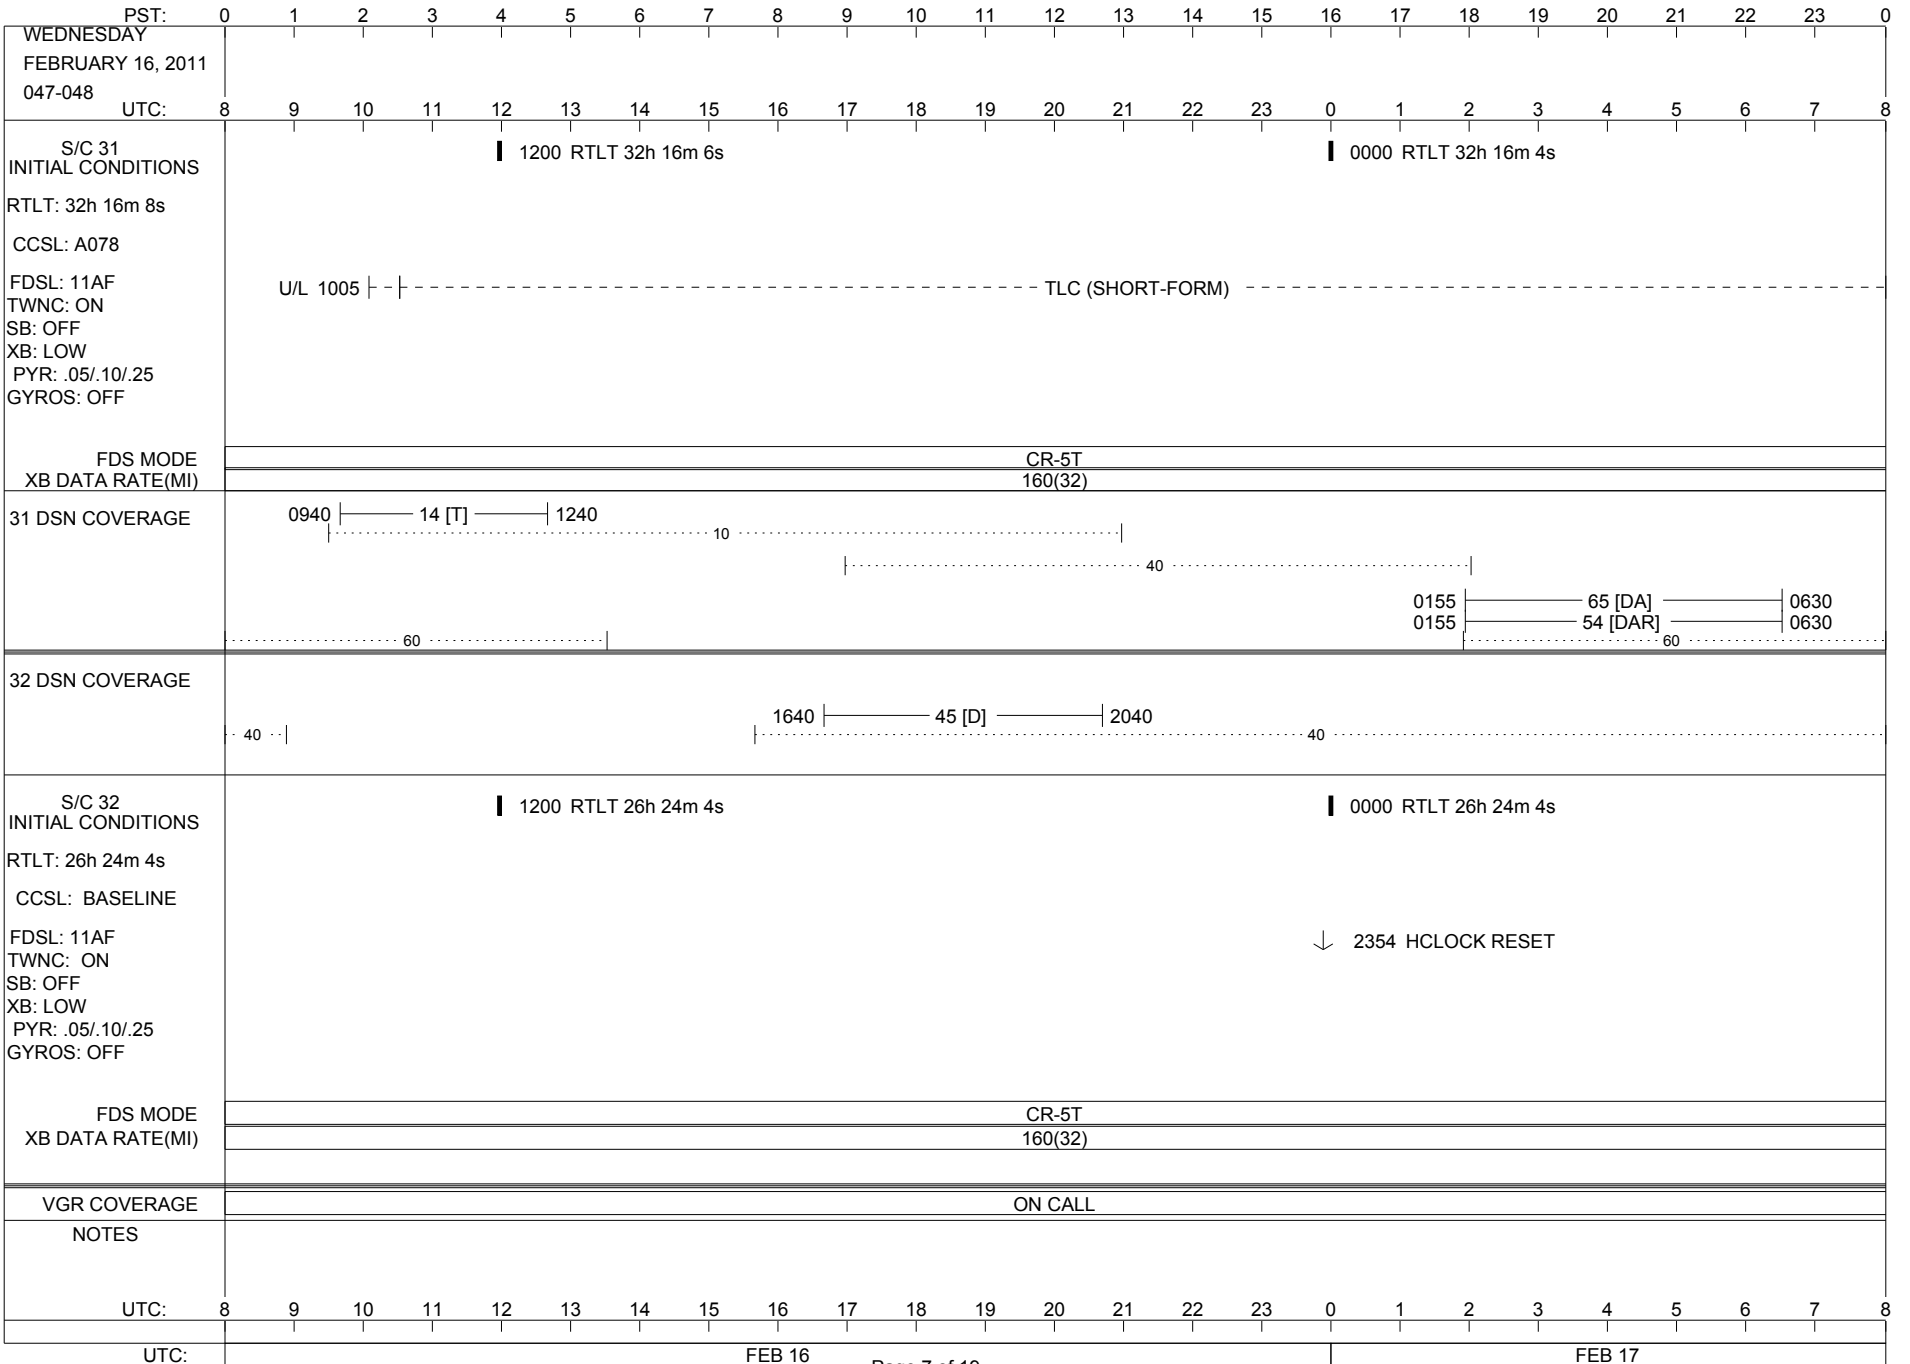 PST: 0 1 2 3 4 5 6 7 8 9 10 11 12 13 14 15 16 17 18 19 20 21 22 23 0
WEDNESDAY
FEBRUARY 16, 2011
047-048
UTC: 8 9 10 11 12 13 14 15 16 17 18 19 20 21 22 23 0 1 2 3 4 5 6 7 8
S/C 31
INITIAL CONDITIONS
1200 RTLT 32h 16m 6s
0000 RTLT 32h 16m 4s
RTLT: 32h 16m 8s
CCSL: A078
FDSL: 11AF
U/L 1005
TLC (SHORT-FORM)
TWNC: ON
SB: OFF
XB: LOW
PYR: .05/.10/.25
GYROS: OFF
FDS MODE CR-5T
XB DATA RATE(MI) 160(32)
31 DSN COVERAGE
0940 14 [T] 1240
10
40
0155 65 [DA] 0630
0155 54 [DAR] 0630
60 60
32 DSN COVERAGE
1640 45 [D] 2040
40 40
S/C 32
INITIAL CONDITIONS
1200 RTLT 26h 24m 4s
0000 RTLT 26h 24m 4s
RTLT: 26h 24m 4s
CCSL: BASELINE
FDSL: 11AF
2354 HCLOCK RESET
TWNC: ON
SB: OFF
XB: LOW
PYR: .05/.10/.25
GYROS: OFF
FDS MODE CR-5T
XB DATA RATE(MI) 160(32)
VGR COVERAGE ON CALL
NOTES
UTC: 8 9 10 11 12 13 14 15 16 17 18 19 20 21 22 23 0 1 2 3 4 5 6 7 8
UTC: FEB 16 FEB 17
Page 7 of 19